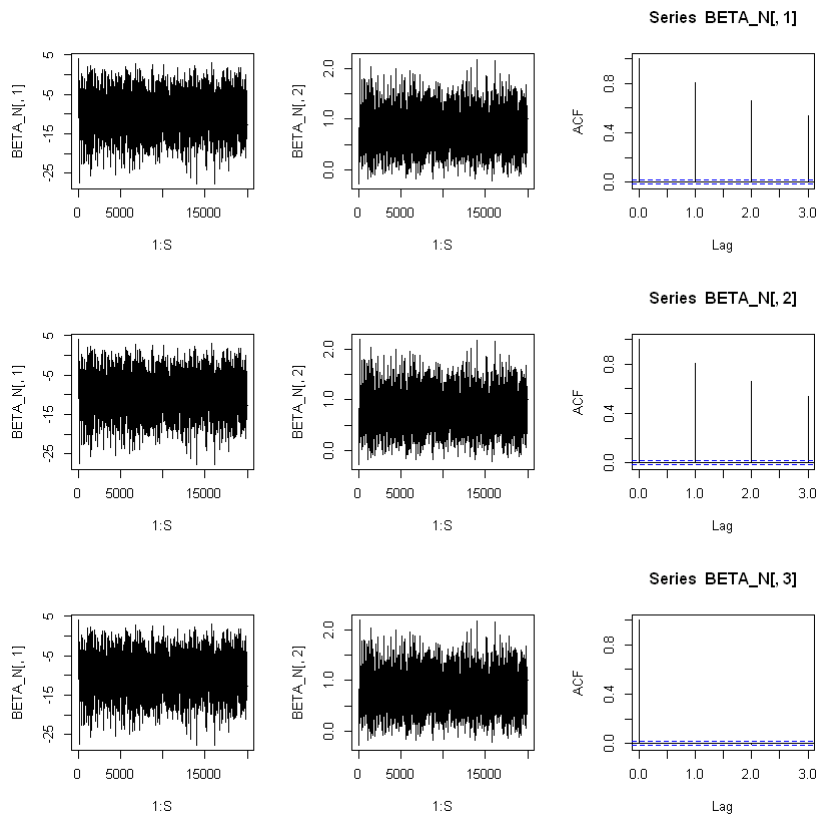 Series BETA_N[, 1]
BETA_N[, 1]
5
-5
-15
-25
0 5000 15000
1:S
BETA_N[, 2]
2.0
1.0
0.0
0 5000 15000
1:S
ACF
0.8
0.4
0.0
0.0 1.0 2.0 3.0
Lag
Series BETA_N[, 2]
BETA_N[, 1]
5
-5
-15
-25
0 5000 15000
1:S
BETA_N[, 2]
2.0
1.0
0.0
0 5000 15000
1:S
ACF
0.8
0.4
0.0
0.0 1.0 2.0 3.0
Lag
Series BETA_N[, 3]
BETA_N[, 1]
5
-5
-15
-25
0 5000 15000
1:S
BETA_N[, 2]
2.0
1.0
0.0
0 5000 15000
1:S
ACF
0.8
0.4
0.0
0.0 1.0 2.0 3.0
Lag